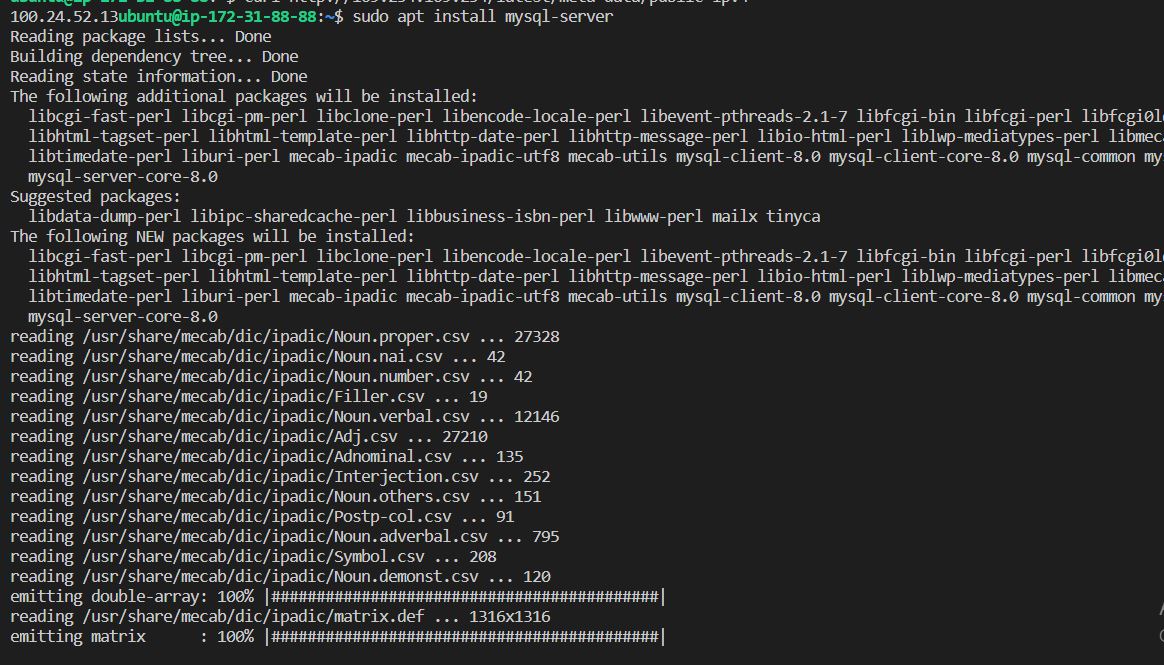 100.24.52.13ubuntu@ip-172-31-88-88:~$ sudo apt install mysql-server
Reading package lists... Done
Building dependency tree... Done
Reading state information... Done
The following additional packages will be installed:
  libcgi-fast-perl libcgi-pm-perl libclone-perl libencode-locale-perl libevent-pthreads-2.1-7 libfcgi-bin libfcgi-perl libfcgi0l
  libhtml-tagset-perl libhtml-template-perl libhttp-date-perl libhttp-message-perl libio-html-perl liblwp-mediatypes-perl libmeca
  libtimedate-perl liburi-perl mecab-ipadic mecab-ipadic-utf8 mecab-utils mysql-client-8.0 mysql-client-core-8.0 mysql-common my
  mysql-server-core-8.0
Suggested packages:
  libdata-dump-perl libipc-sharedcache-perl libbusiness-isbn-perl libwww-perl mailx tinyca
The following NEW packages will be installed:
  libcgi-fast-perl libcgi-pm-perl libclone-perl libencode-locale-perl libevent-pthreads-2.1-7 libfcgi-bin libfcgi-perl libfcgi0l
  libhtml-tagset-perl libhtml-template-perl libhttp-date-perl libhttp-message-perl libio-html-perl liblwp-mediatypes-perl libmeca
  libtimedate-perl liburi-perl mecab-ipadic mecab-ipadic-utf8 mecab-utils mysql-client-8.0 mysql-client-core-8.0 mysql-common my
  mysql-server-core-8.0
reading /usr/share/mecab/dic/ipadic/Noun.proper.csv ... 27328
reading /usr/share/mecab/dic/ipadic/Noun.nai.csv ... 42
reading /usr/share/mecab/dic/ipadic/Noun.number.csv ... 42
reading /usr/share/mecab/dic/ipadic/Filler.csv ... 19
reading /usr/share/mecab/dic/ipadic/Noun.verbal.csv ... 12146
reading /usr/share/mecab/dic/ipadic/Adj.csv ... 27210
reading /usr/share/mecab/dic/ipadic/Adnominal.csv ... 135
reading /usr/share/mecab/dic/ipadic/Interjection.csv ... 252
reading /usr/share/mecab/dic/ipadic/Noun.others.csv ... 151
reading /usr/share/mecab/dic/ipadic/Postp-col.csv ... 91
reading /usr/share/mecab/dic/ipadic/Noun.adverbal.csv ... 795
reading /usr/share/mecab/dic/ipadic/Symbol.csv ... 208
reading /usr/share/mecab/dic/ipadic/Noun.demonst.csv ... 120
emitting double-array: 100% |###########################################|
reading /usr/share/mecab/dic/ipadic/matrix.def ... 1316x1316
emitting matrix      : 100% |###########################################|